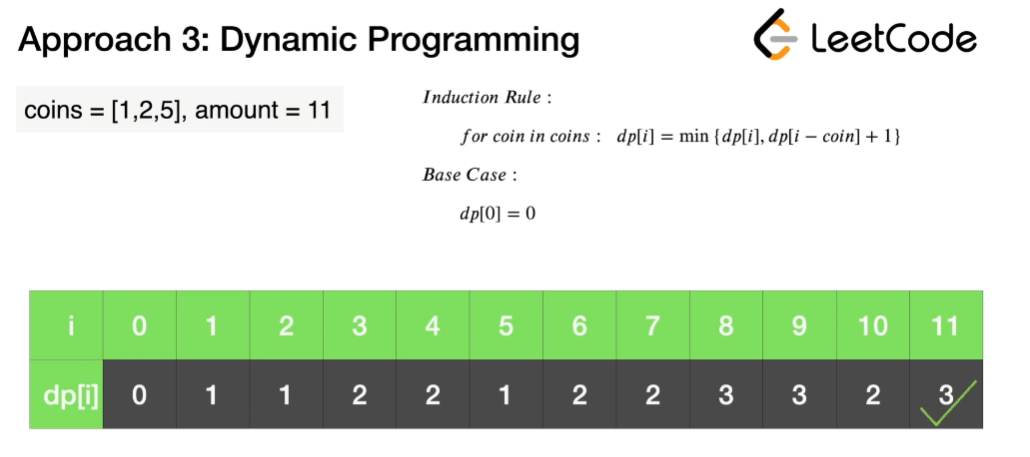 Approach 3: Dynamic Programming
LeetCode
coins = [1,2,5], amount = 11
Induction Rule :
for coin in coins : dp[i] = min {dp[i], dp[i − coin] + 1}
Base Case :
dp[0] = 0
i 0 1 2 3 4 5 6 7 8 9 10 11
dp[i] 0 1 1 2 2 1 2 2 3 3 2 3